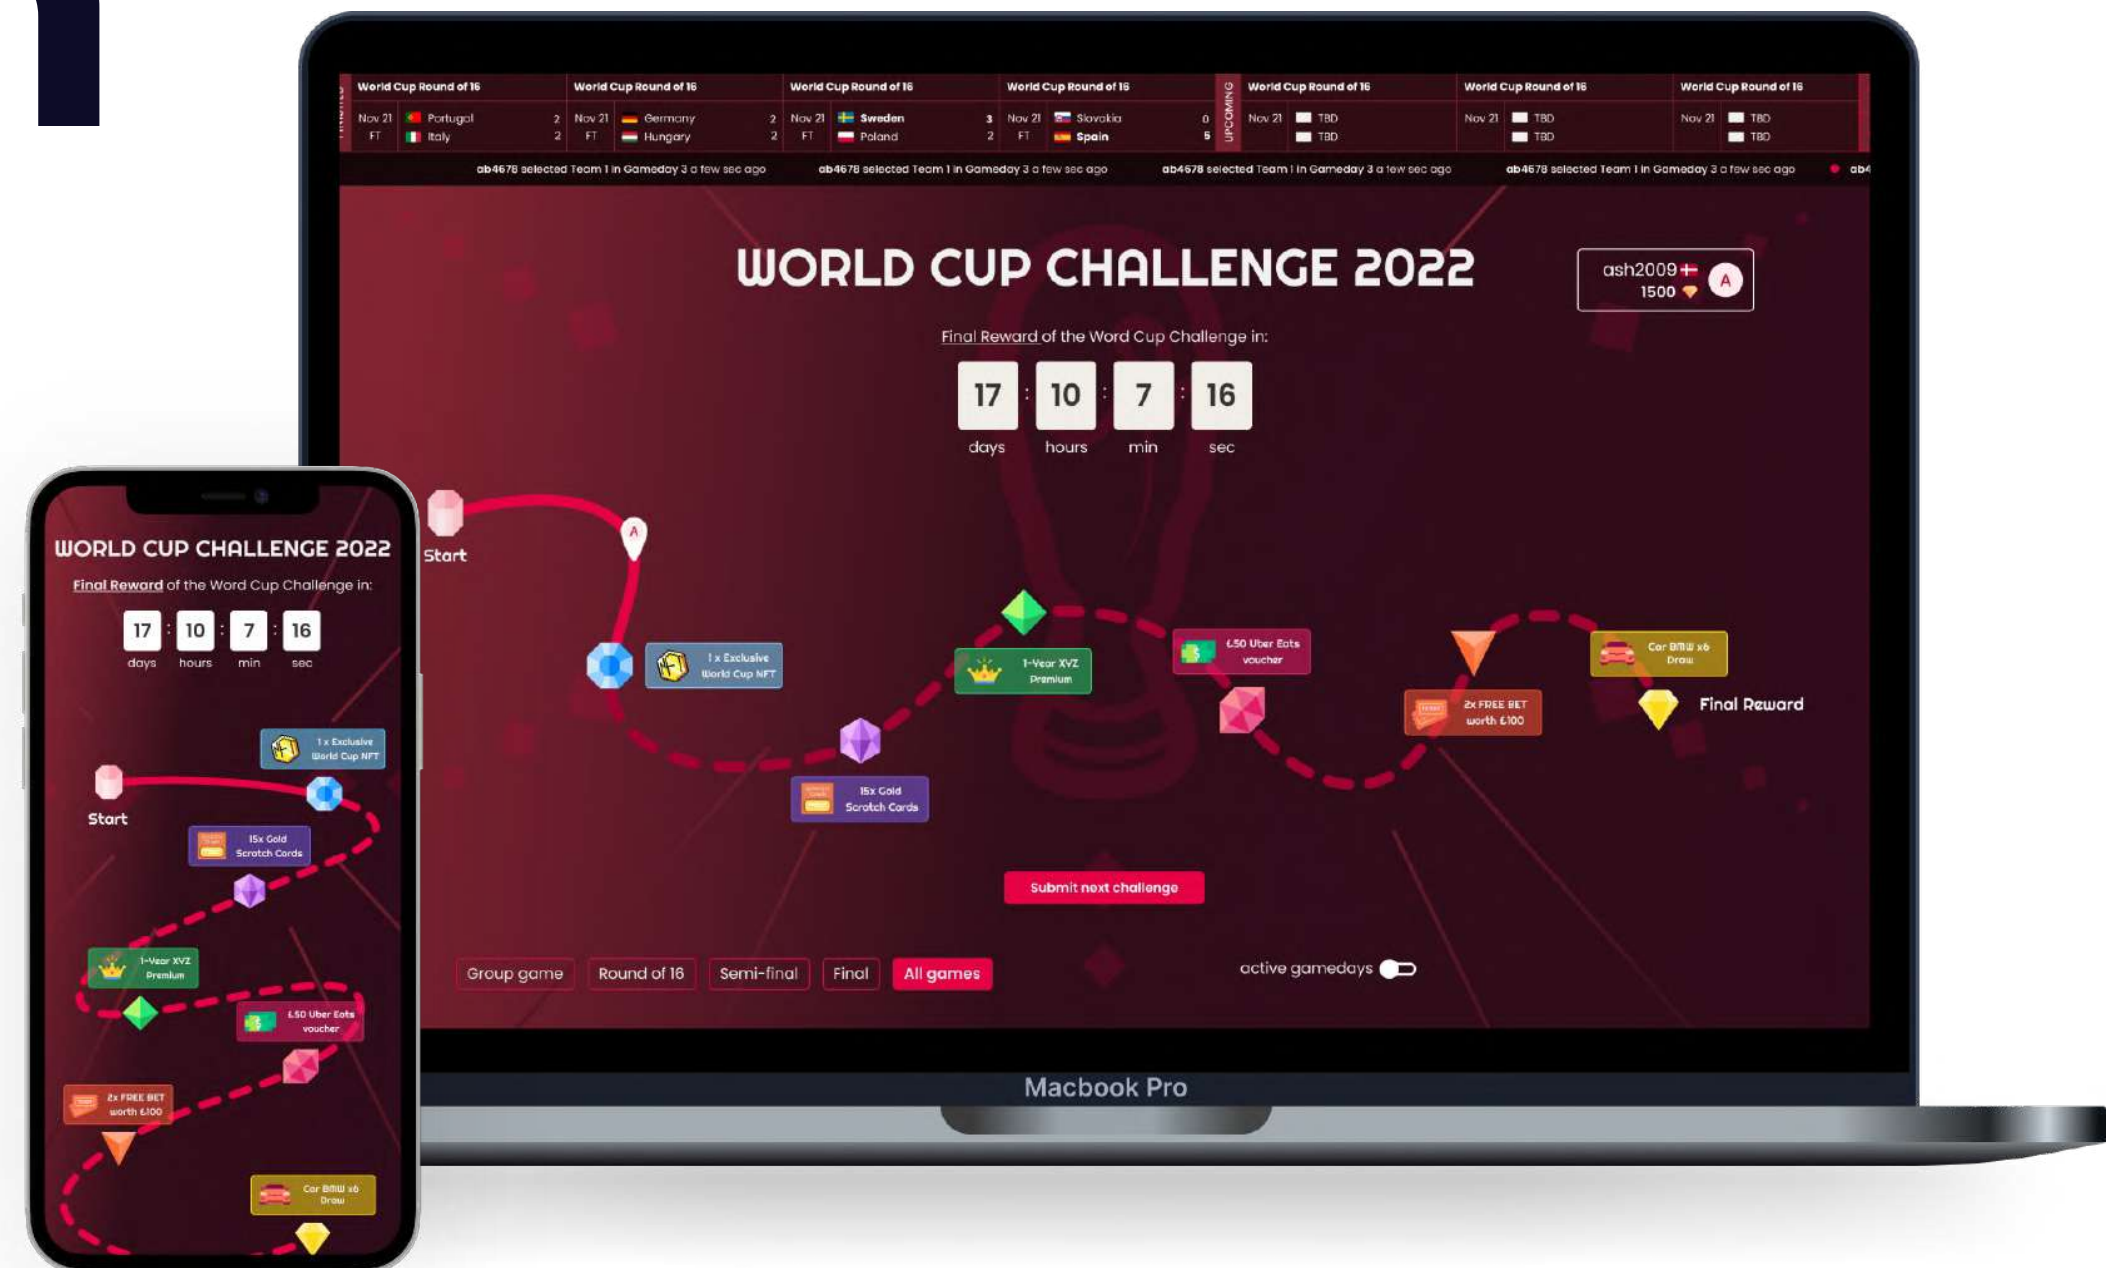 World Cup Round of 16
Nov 21 Portugal 2
FT Italy 2
World Cup Round of 16
Nov 21 Germany 2
FT Hungary 2
World Cup Round of 16
Nov 21 Sweden 3
FT Poland 2
World Cup Round of 16
Nov 21 Slovakia 0
FT Spain 5
UPCOMING
World Cup Round of 16
Nov 21 TBD
TBD
World Cup Round of 16
Nov 21 TBD
TBD
World Cup Round of 16
Nov 21 TBD
TBD
ab4678 selected Team 1 in Gameday 3 a few sec ago
ab4678 selected Team 1 in Gameday 3 a few sec ago
ab4678 selected Team 1 in Gameday 3 a few sec ago
ab4678 selected Team 1 in Gameday 3 a few sec ago
ab4
WORLD CUP CHALLENGE 2022
ash2009
1500
A
Final Reward of the Word Cup Challenge in:
17 : 10 : 7 : 16
days hours min sec
Start
A
1 x Exclusive
World Cup NFT
15x Gold
Scratch Cards
1-Year XYZ
Premium
£50 Uber Eats
voucher
2x FREE BET
worth £100
Car BMW x6
Draw
Final Reward
Submit next challenge
Group game
Round of 16
Semi-final
Final
All games
active gamedays
Macbook Pro
WORLD CUP CHALLENGE 2022
Final Reward of the Word Cup Challenge in:
17 : 10 : 7 : 16
days hours min sec
Start
1 x Exclusive
World Cup NFT
15x Gold
Scratch Cards
1-Year XYZ
Premium
£50 Uber Eats
voucher
2x FREE BET
worth £100
Car BMW x6
Draw